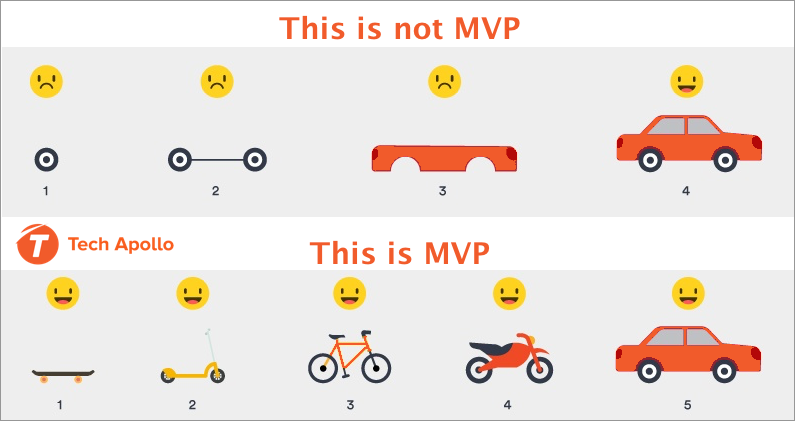 This is not MVP
1 2 3 4
T Tech Apollo
This is MVP
1 2 3 4 5